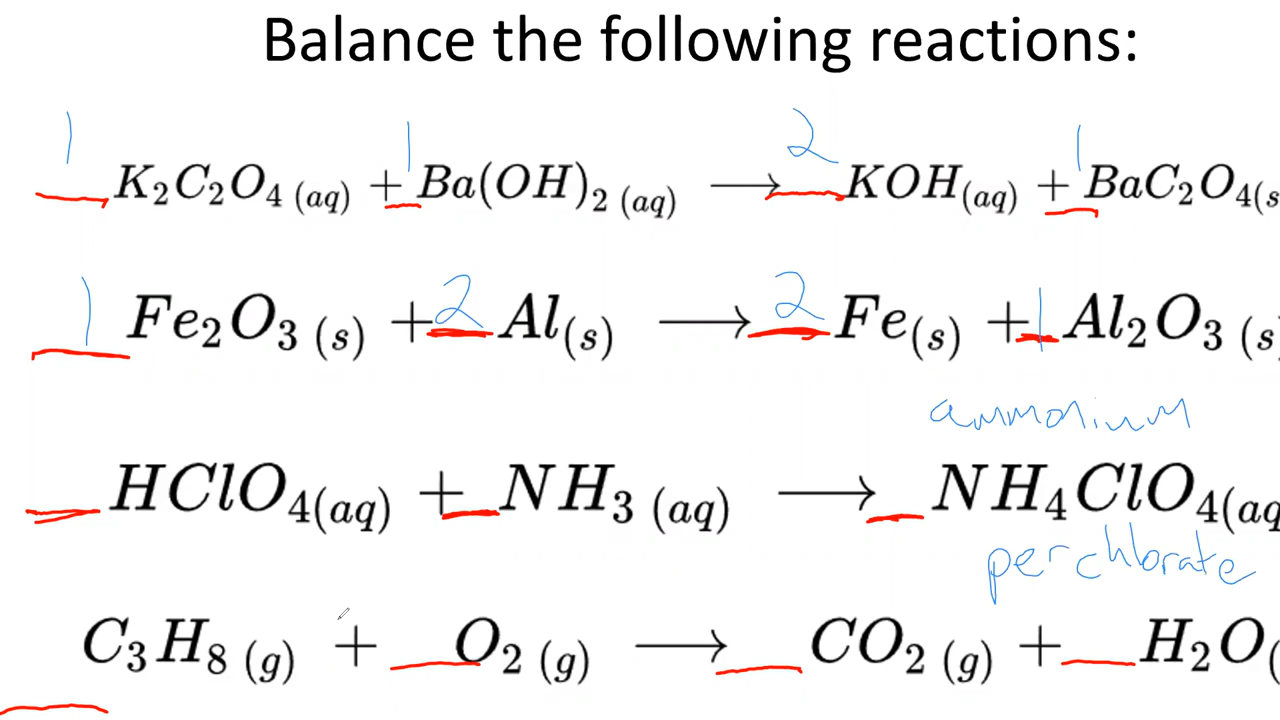 Balance the following reactions:
1 1 2 1
K₂C₂O₄ (aq) + Ba(OH)₂ (aq) ⟶ KOH(aq) + BaC₂O₄(s
1 2 2 1
Fe₂O₃ (s) + Al(s) ⟶ Fe(s) + Al₂O₃ (s
ammonium
HClO₄(aq) + NH₃ (aq) ⟶ NH₄ClO₄(aq
perchlorate
C₃H₈ (g) + O₂ (g) ⟶ CO₂ (g) + H₂O(